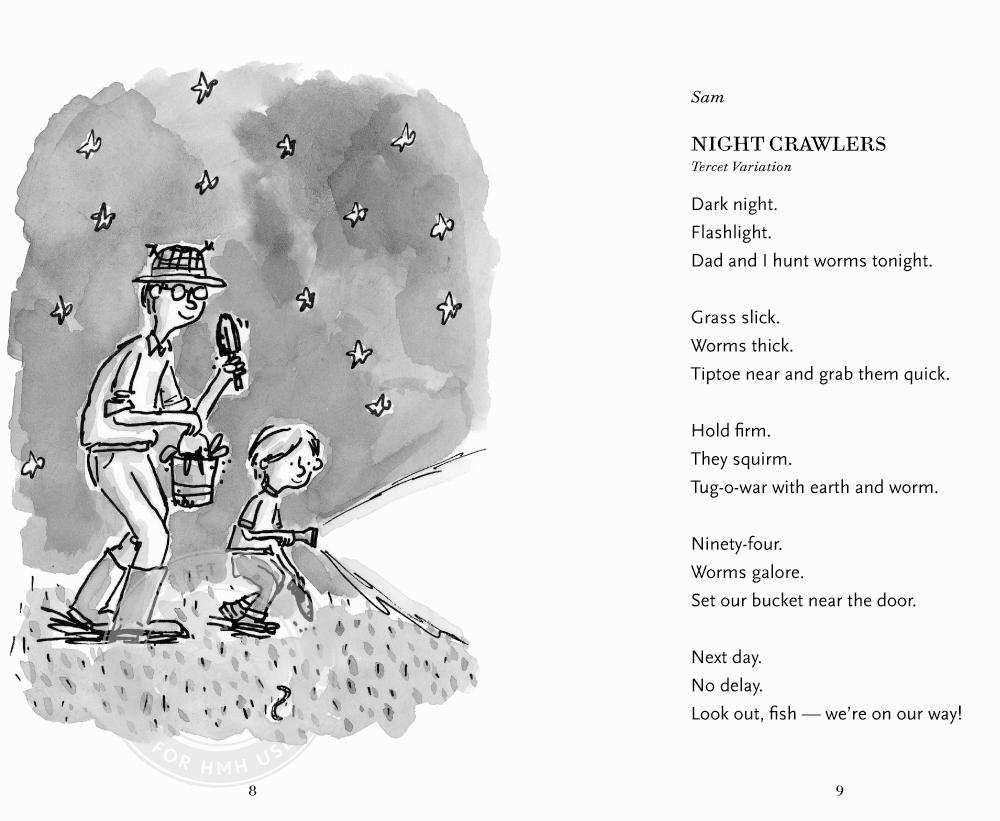 Sam
NIGHT CRAWLERS
Tercet Variation
Dark night.
Flashlight.
Dad and I hunt worms tonight.
Grass slick.
Worms thick.
Tiptoe near and grab them quick.
Hold firm.
They squirm.
Tug-o-war with earth and worm.
Ninety-four.
Worms galore.
Set our bucket near the door.
Next day.
No delay.
Look out, fish — we’re on our way!
FOR HMH USE
8
9